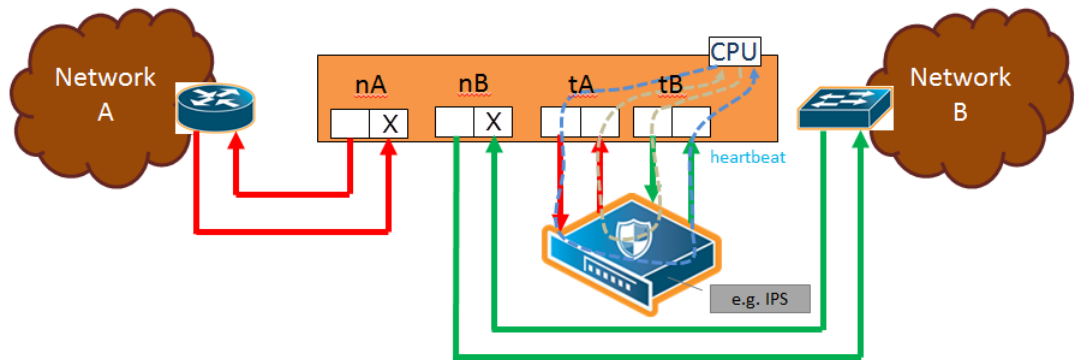 Network
A
nA
nB
tA
tB
CPU
X
X
heartbeat
e.g. IPS
Network
B